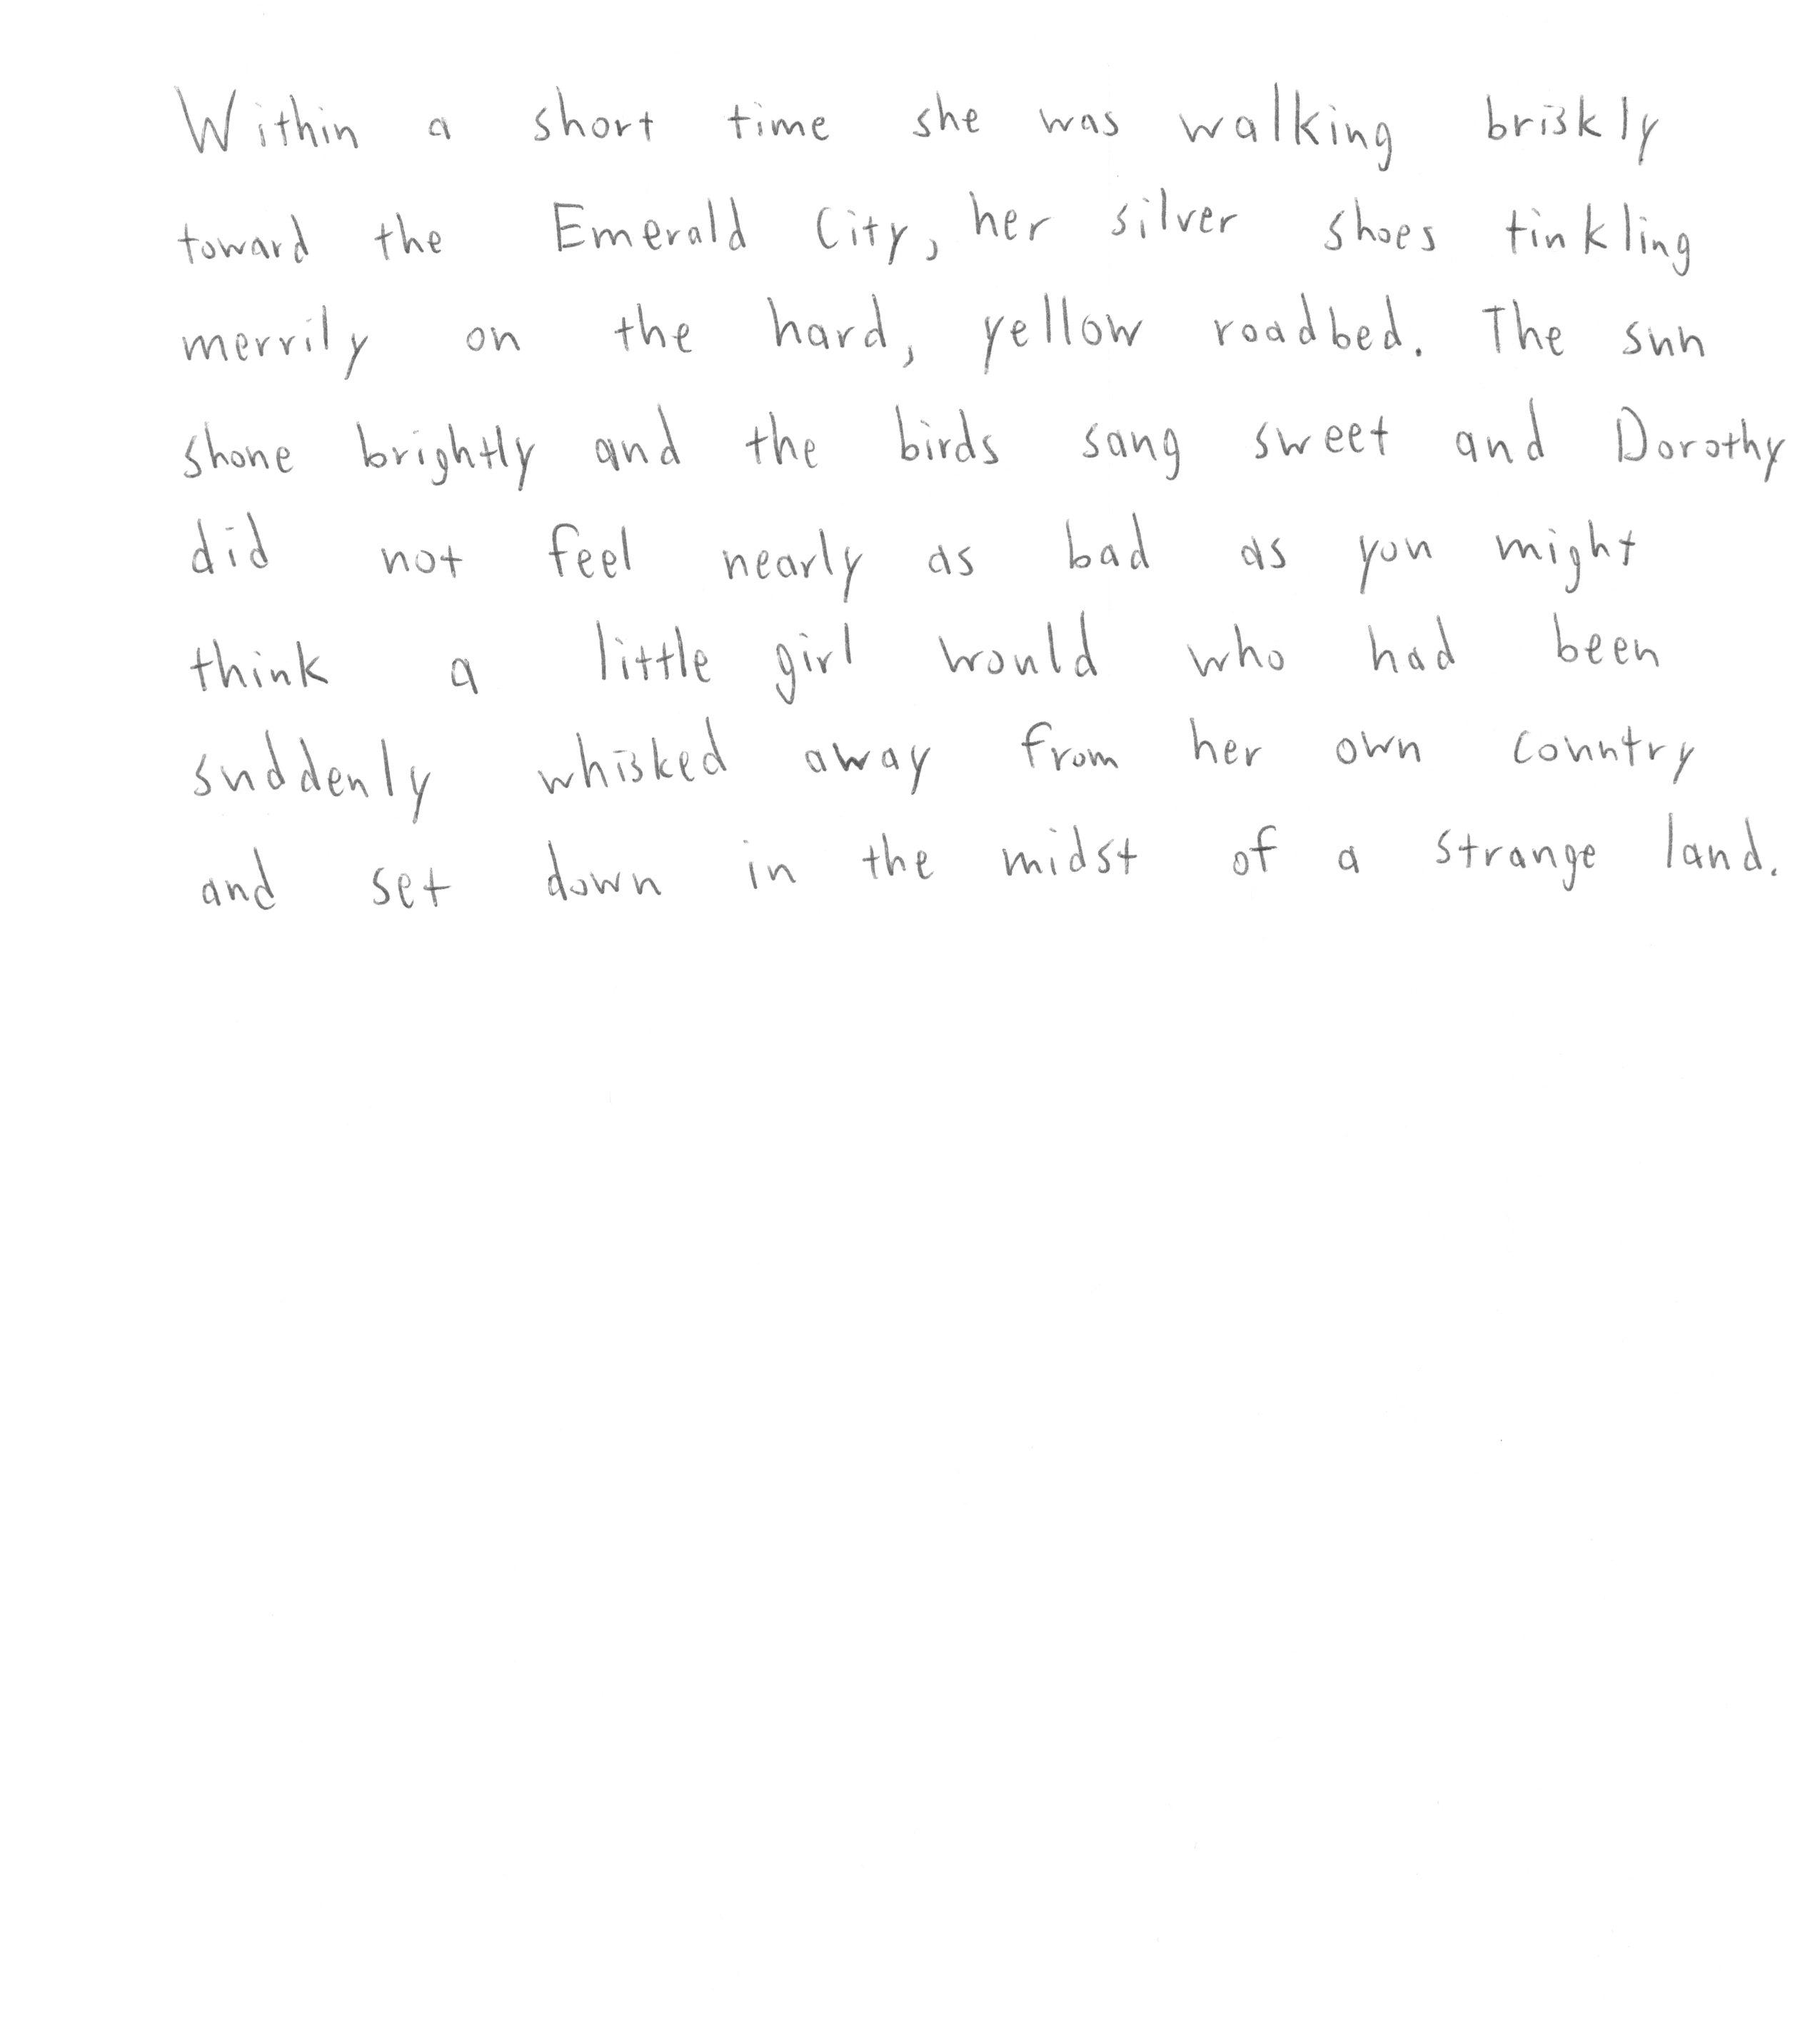 Within a short time she was walking briskly
toward the Emerald City, her silver shoes tinkling
merrily on the hard, yellow roadbed. The sun
shone brightly and the birds sang sweet and Dorothy
did not feel nearly as bad as you might
think a little girl would who had been
suddenly whisked away from her own country
and set down in the midst of a strange land.